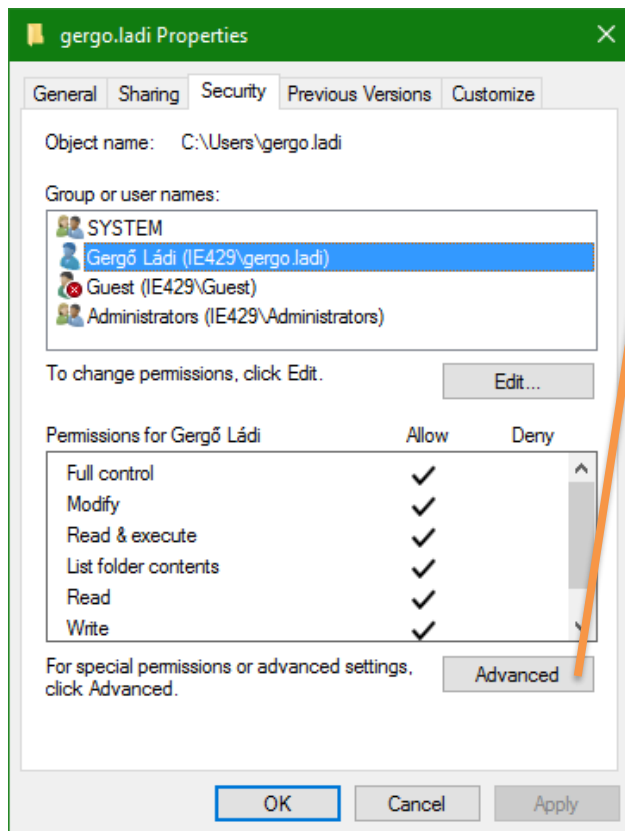 gergo.ladi Properties
General Sharing Security Previous Versions Customize
Object name: C:\Users\gergo.ladi
Group or user names:
SYSTEM
Gergő Ládi (IE429\gergo.ladi)
Guest (IE429\Guest)
Administrators (IE429\Administrators)
To change permissions, click Edit.
Edit...
Permissions for Gergő Ládi Allow Deny
Full control
Modify
Read & execute
List folder contents
Read
Write
For special permissions or advanced settings,
click Advanced.
Advanced
OK Cancel Apply